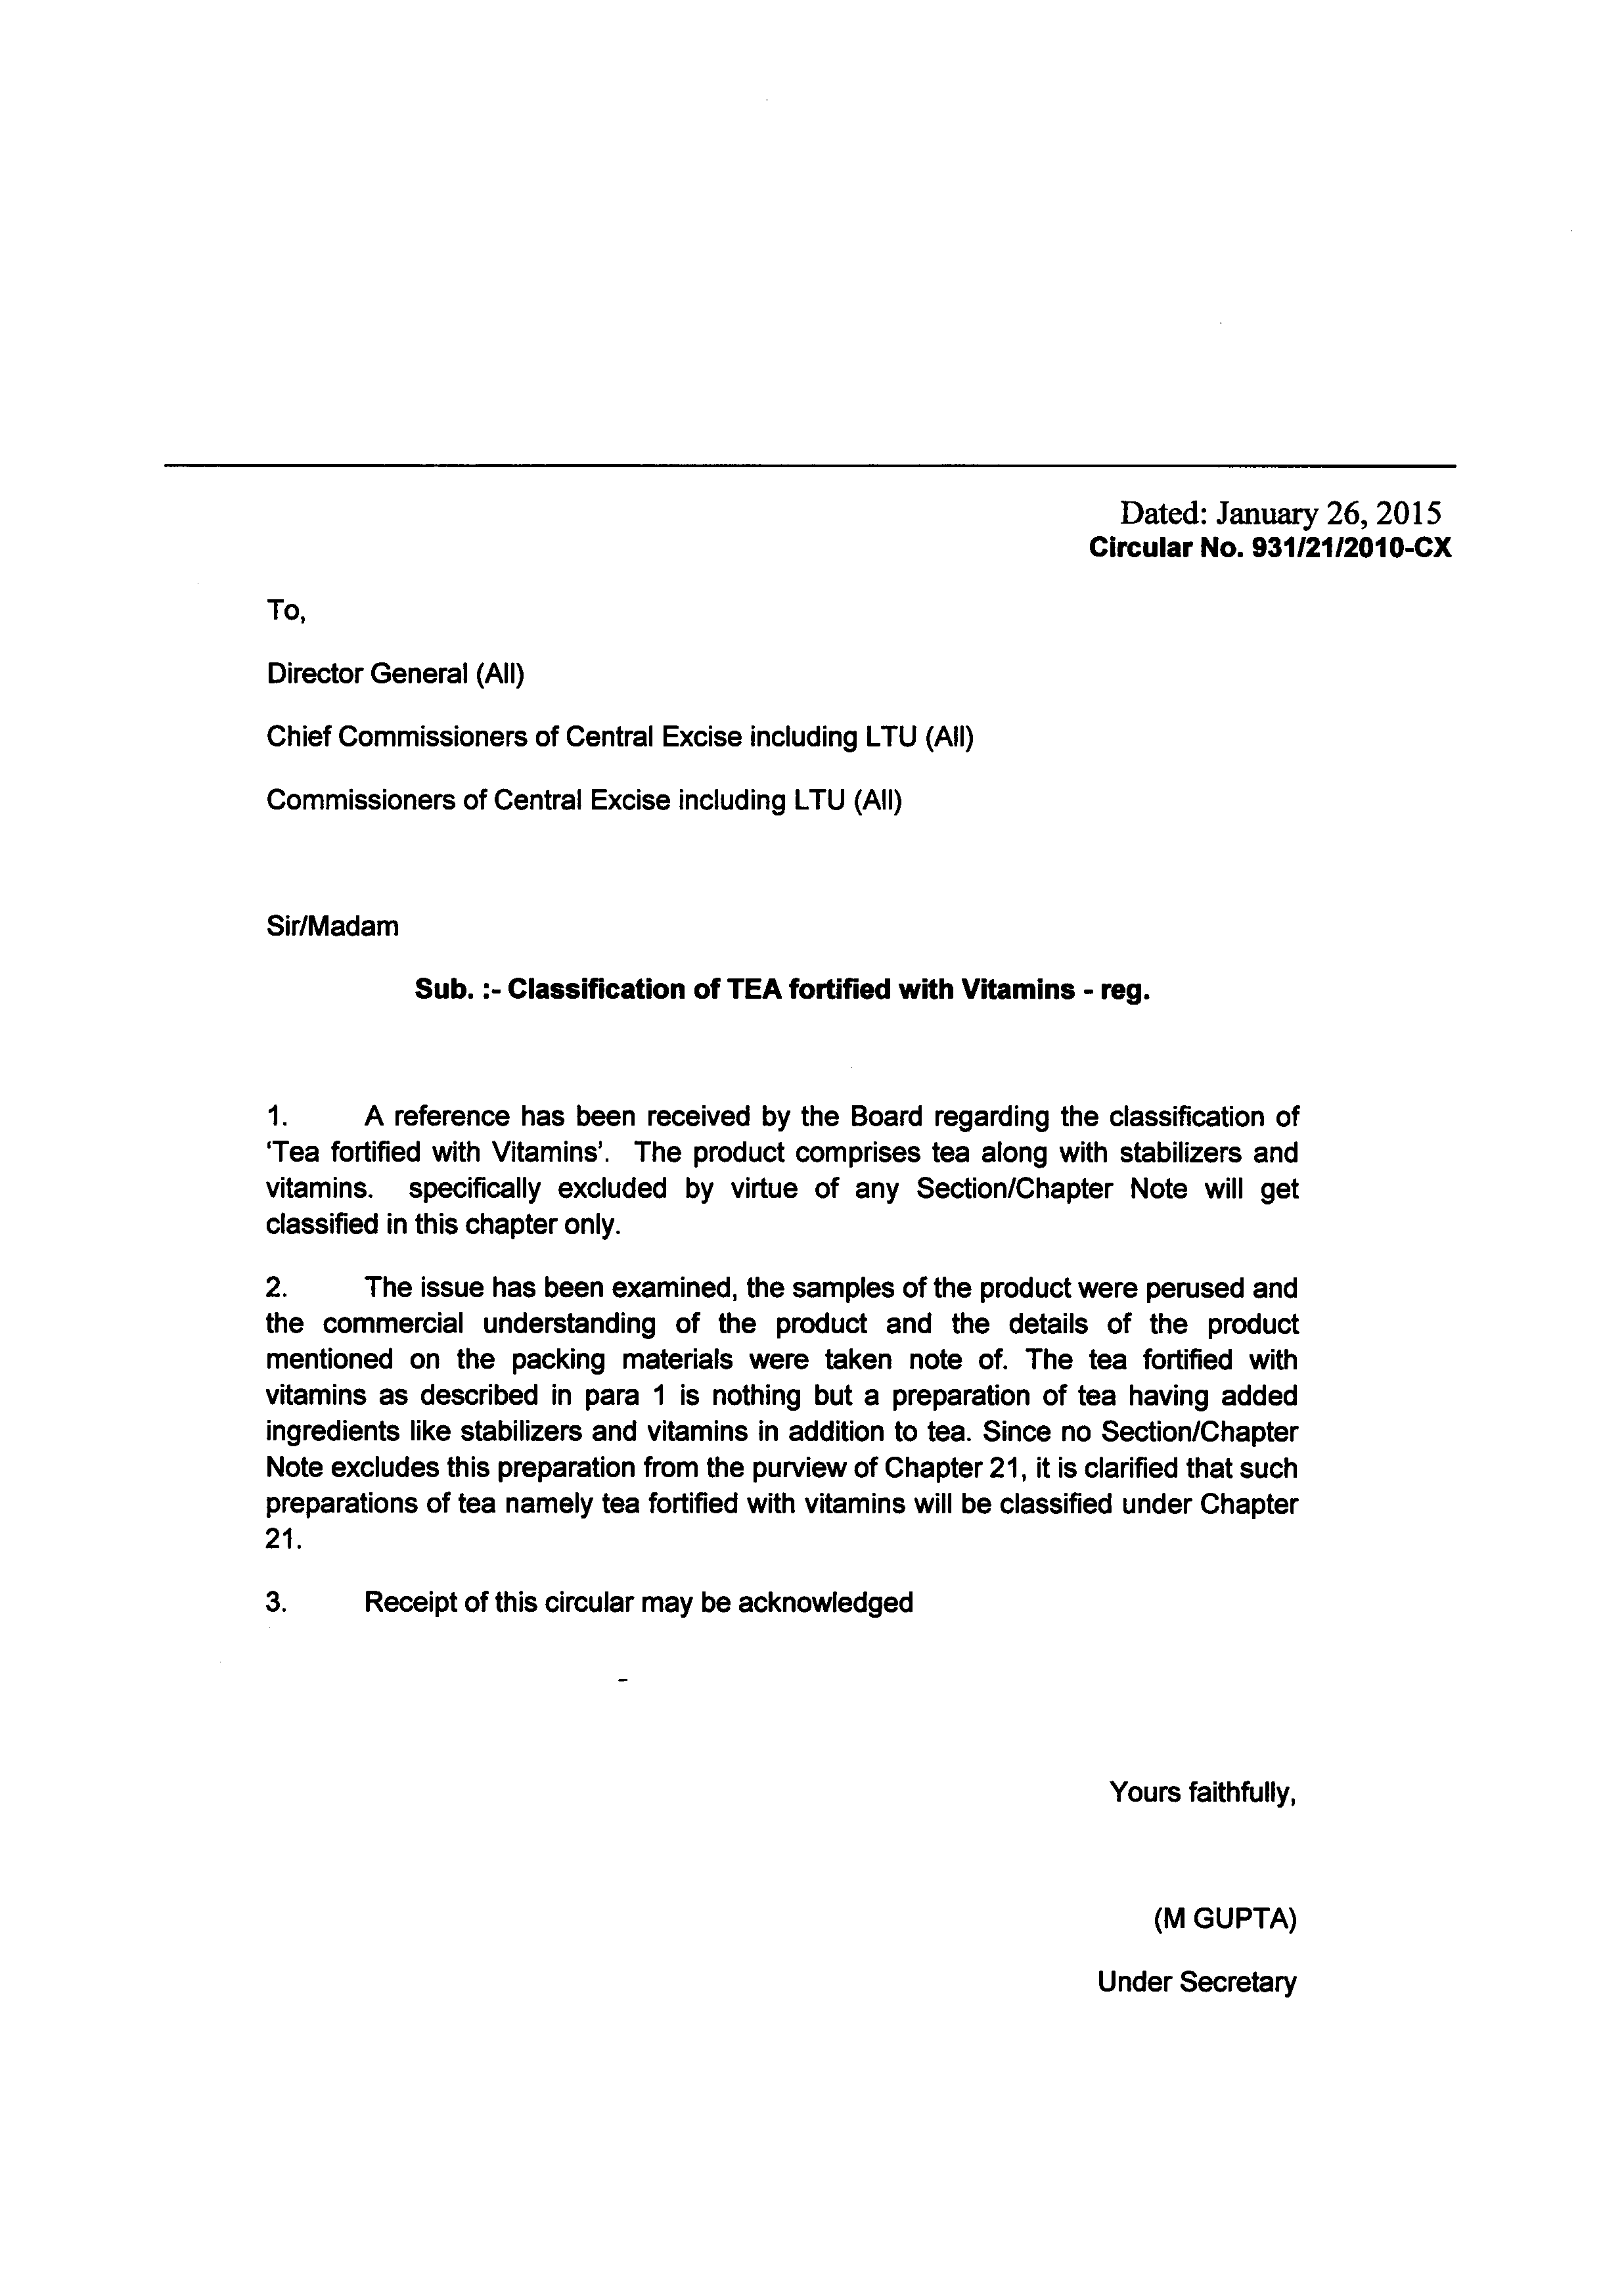 Dated: January 26, 2015
Circular No. 931/21/2010-CX
To,
Director General (All)
Chief Commissioners of Central Excise including LTU (All)
Commissioners of Central Excise including LTU (All)
Sir/Madam
Sub. :- Classification of TEA fortified with Vitamins - reg.
1. A reference has been received by the Board regarding the classification of
‘Tea fortified with Vitamins’. The product comprises tea along with stabilizers and
vitamins. specifically excluded by virtue of any Section/Chapter Note will get
classified in this chapter only.
2. The issue has been examined, the samples of the product were perused and
the commercial understanding of the product and the details of the product
mentioned on the packing materials were taken note of. The tea fortified with
vitamins as described in para 1 is nothing but a preparation of tea having added
ingredients like stabilizers and vitamins in addition to tea. Since no Section/Chapter
Note excludes this preparation from the purview of Chapter 21, it is clarified that such
preparations of tea namely tea fortified with vitamins will be classified under Chapter
21.
3. Receipt of this circular may be acknowledged
-
Yours faithfully,
(M GUPTA)
Under Secretary